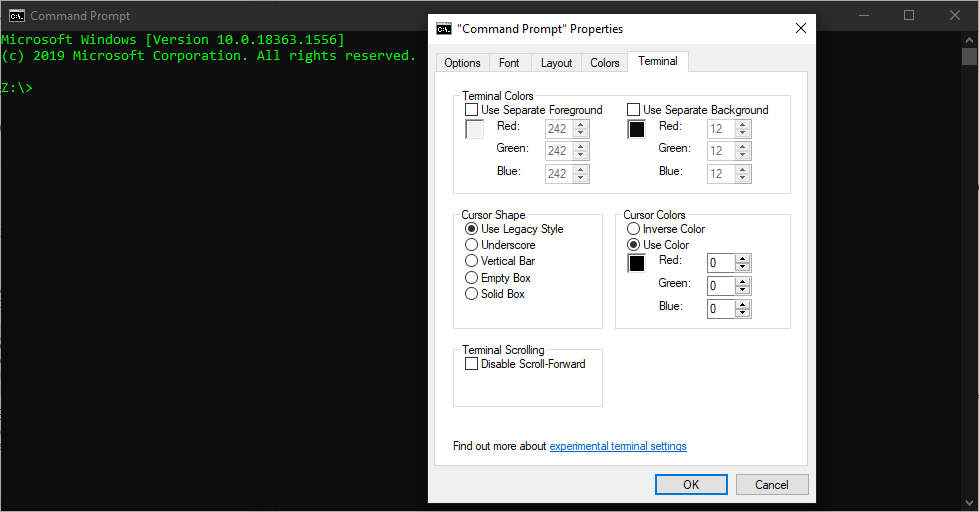 Command Prompt
Microsoft Windows [Version 10.0.18363.1556]
(c) 2019 Microsoft Corporation. All rights reserved.
Z:\>
"Command Prompt" Properties
Options Font Layout Colors Terminal
Terminal Colors
Use Separate Foreground
Red: 242
Green: 242
Blue: 242
Use Separate Background
Red: 12
Green: 12
Blue: 12
Cursor Shape
Use Legacy Style
Underscore
Vertical Bar
Empty Box
Solid Box
Cursor Colors
Inverse Color
Use Color
Red: 0
Green: 0
Blue: 0
Terminal Scrolling
Disable Scroll-Forward
Find out more about experimental terminal settings
OK Cancel